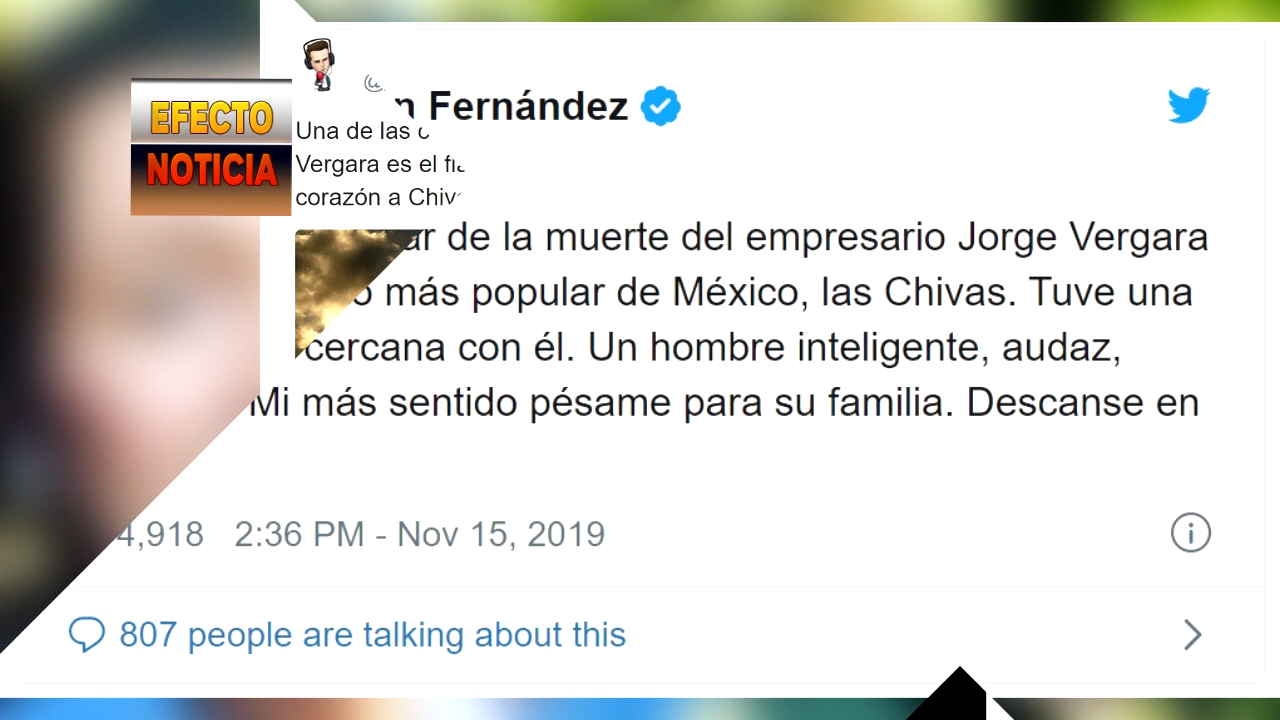 EFECTO
NOTICIA
Fernández
Una de las
Vergara es el
corazón a
de la muerte del empresario Jorge Vergara
más popular de México, las Chivas. Tuve una
cercana con él. Un hombre inteligente, audaz,
Mi más sentido pésame para su familia. Descanse en
4,918 2:36 PM - Nov 15, 2019
807 people are talking about this